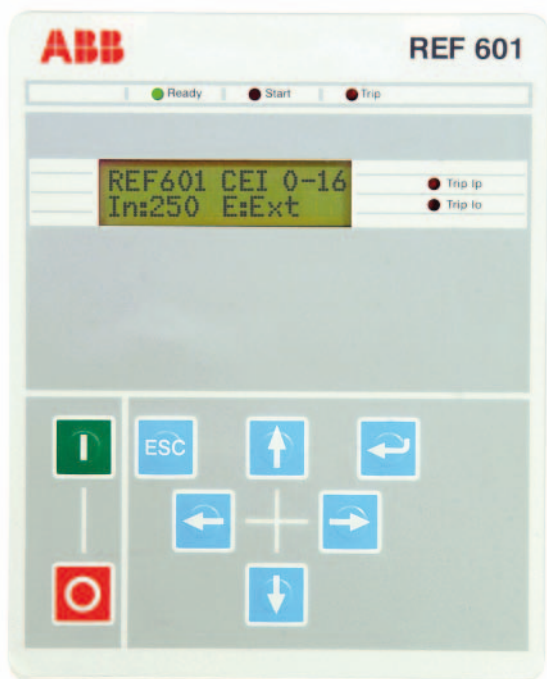 ABB
REF 601
Ready Start Trip
REF601 CEI 0-16
In:250 E:Ext
Trip Ip
Trip Io
ESC